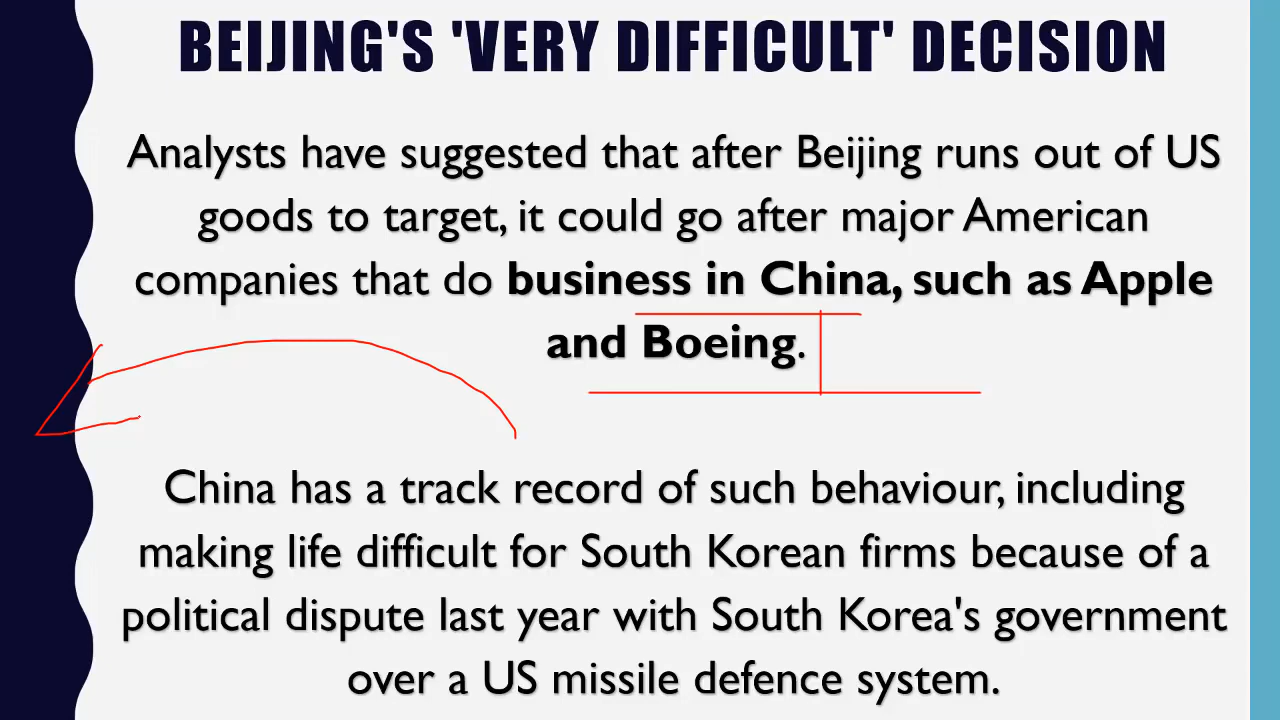 BEIJING'S 'VERY DIFFICULT' DECISION
Analysts have suggested that after Beijing runs out of US
goods to target, it could go after major American
companies that do business in China, such as Apple
and Boeing.
China has a track record of such behaviour, including
making life difficult for South Korean firms because of a
political dispute last year with South Korea's government
over a US missile defence system.